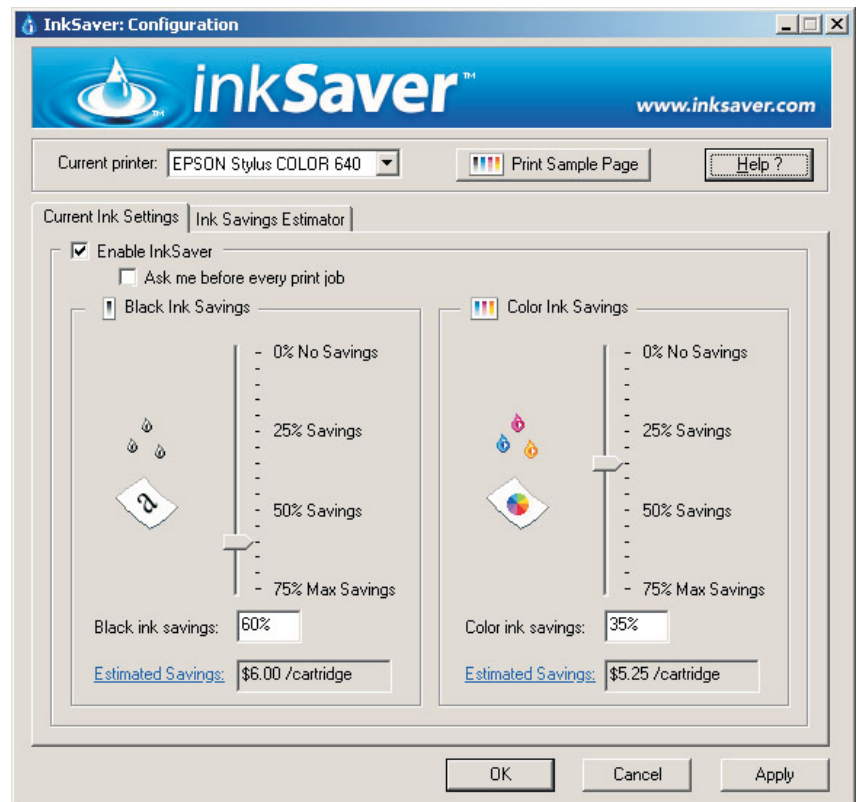 InkSaver: Configuration
inkSaver™
www.inksaver.com
Current printer: EPSON Stylus COLOR 640 Print Sample Page Help ?
Current Ink Settings Ink Savings Estimator
Enable InkSaver
Ask me before every print job
Black Ink Savings
0% No Savings
25% Savings
50% Savings
75% Max Savings
Black ink savings: 60%
Estimated Savings: $6.00 /cartridge
Color Ink Savings
0% No Savings
25% Savings
50% Savings
75% Max Savings
Color ink savings: 35%
Estimated Savings: $5.25 /cartridge
OK Cancel Apply